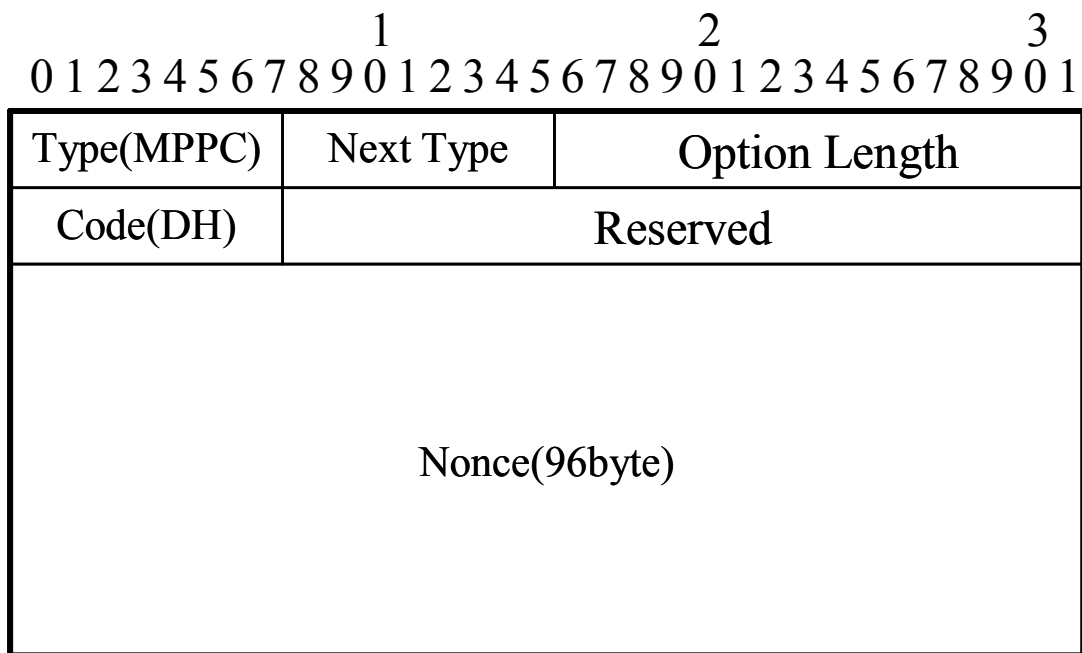 1 2 3
0 1 2 3 4 5 6 7 8 9 0 1 2 3 4 5 6 7 8 9 0 1 2 3 4 5 6 7 8 9 0 1
Type(MPPC) Next Type Option Length
Code(DH) Reserved
Nonce(96byte)